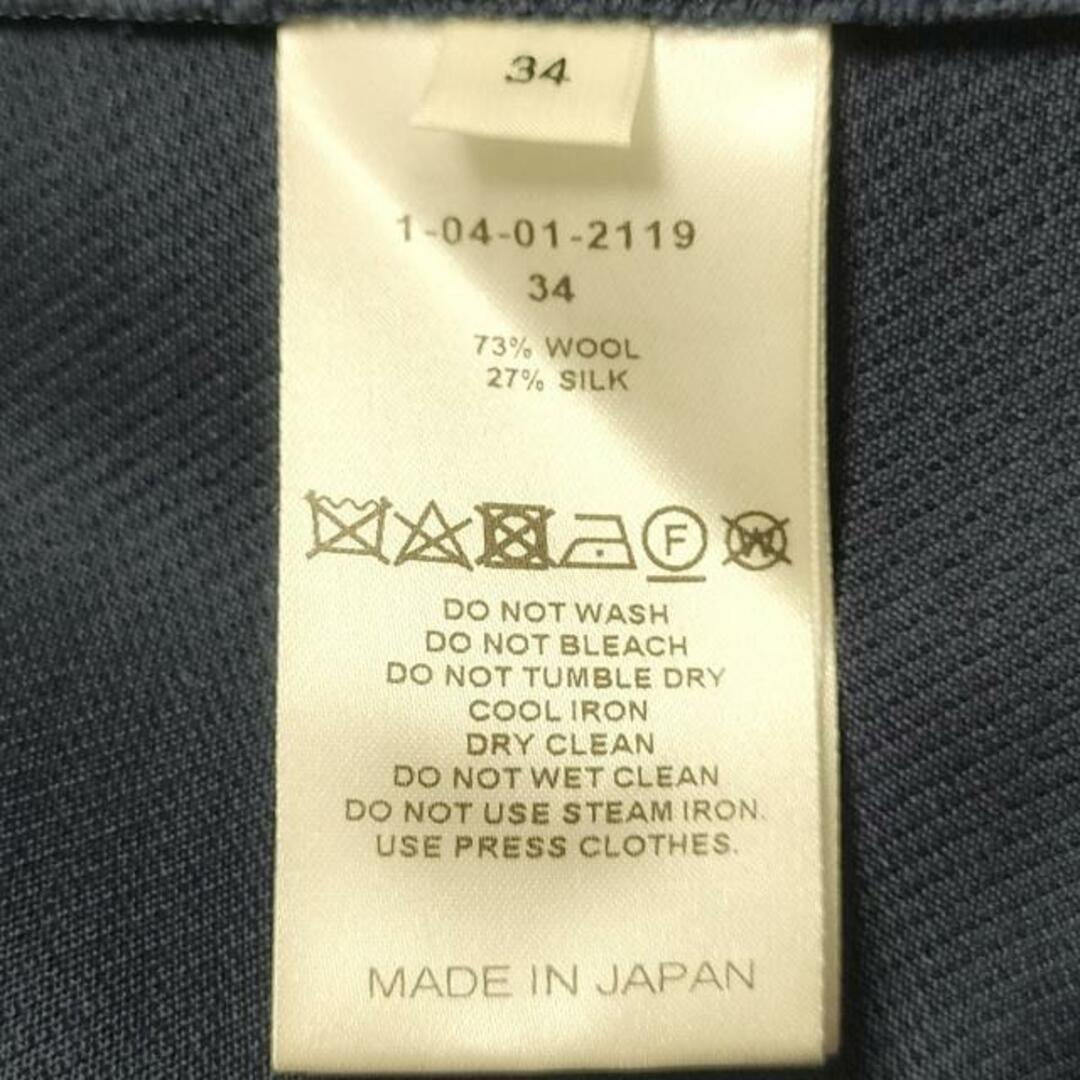 34
1-04-01-2119
34
73% WOOL
27% SILK
F W
DO NOT WASH
DO NOT BLEACH
DO NOT TUMBLE DRY
COOL IRON
DRY CLEAN
DO NOT WET CLEAN
DO NOT USE STEAM IRON.
USE PRESS CLOTHES.
MADE IN JAPAN